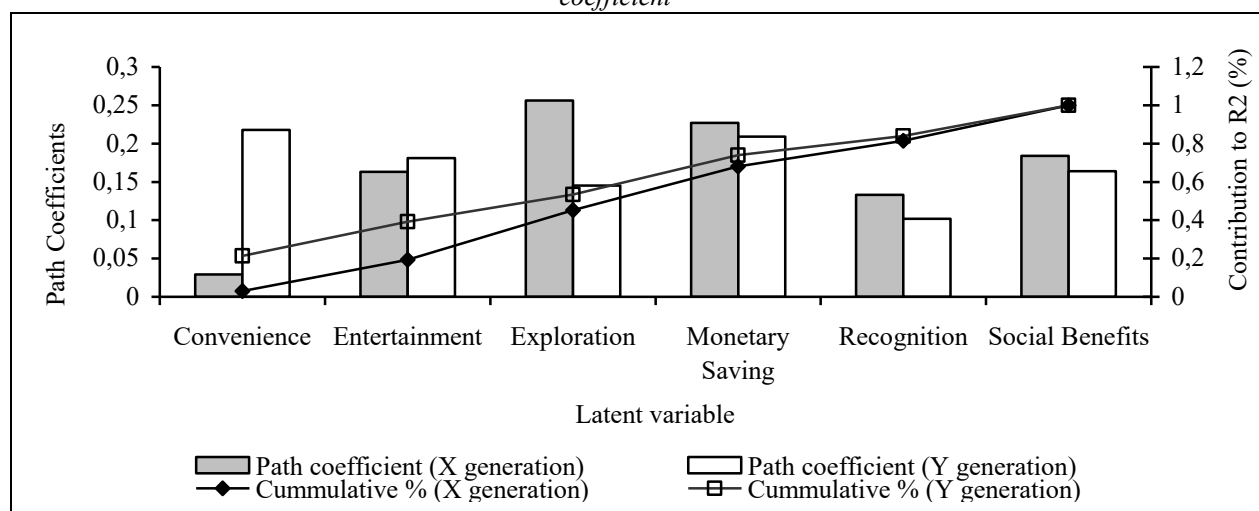 coefficient
0,3
0,25
0,2
0,15
0,1
0,05
0
Path Coefficients
1,2
1
0,8
0,6
0,4
0,2
0
Contribution to R2 (%)
Convenience Entertainment Exploration Monetary Recognition Social Benefits
Saving
Latent variable
Path coefficient (X generation) Path coefficient (Y generation)
Cummulative % (X generation) Cummulative % (Y generation)